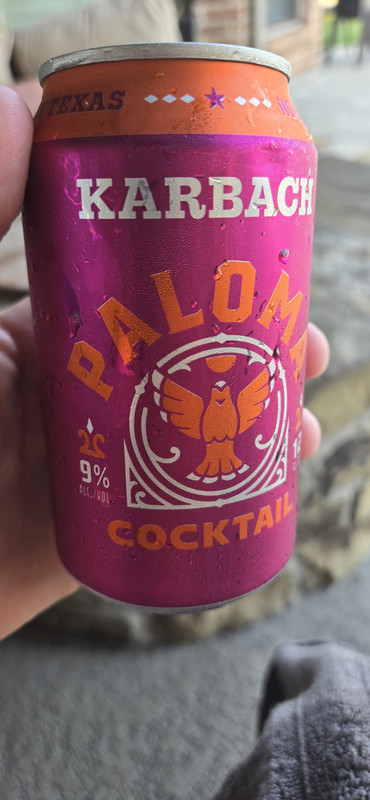 TEXAS
KARBACH
PALOMA
9%
ALC./VOL
COCKTAIL